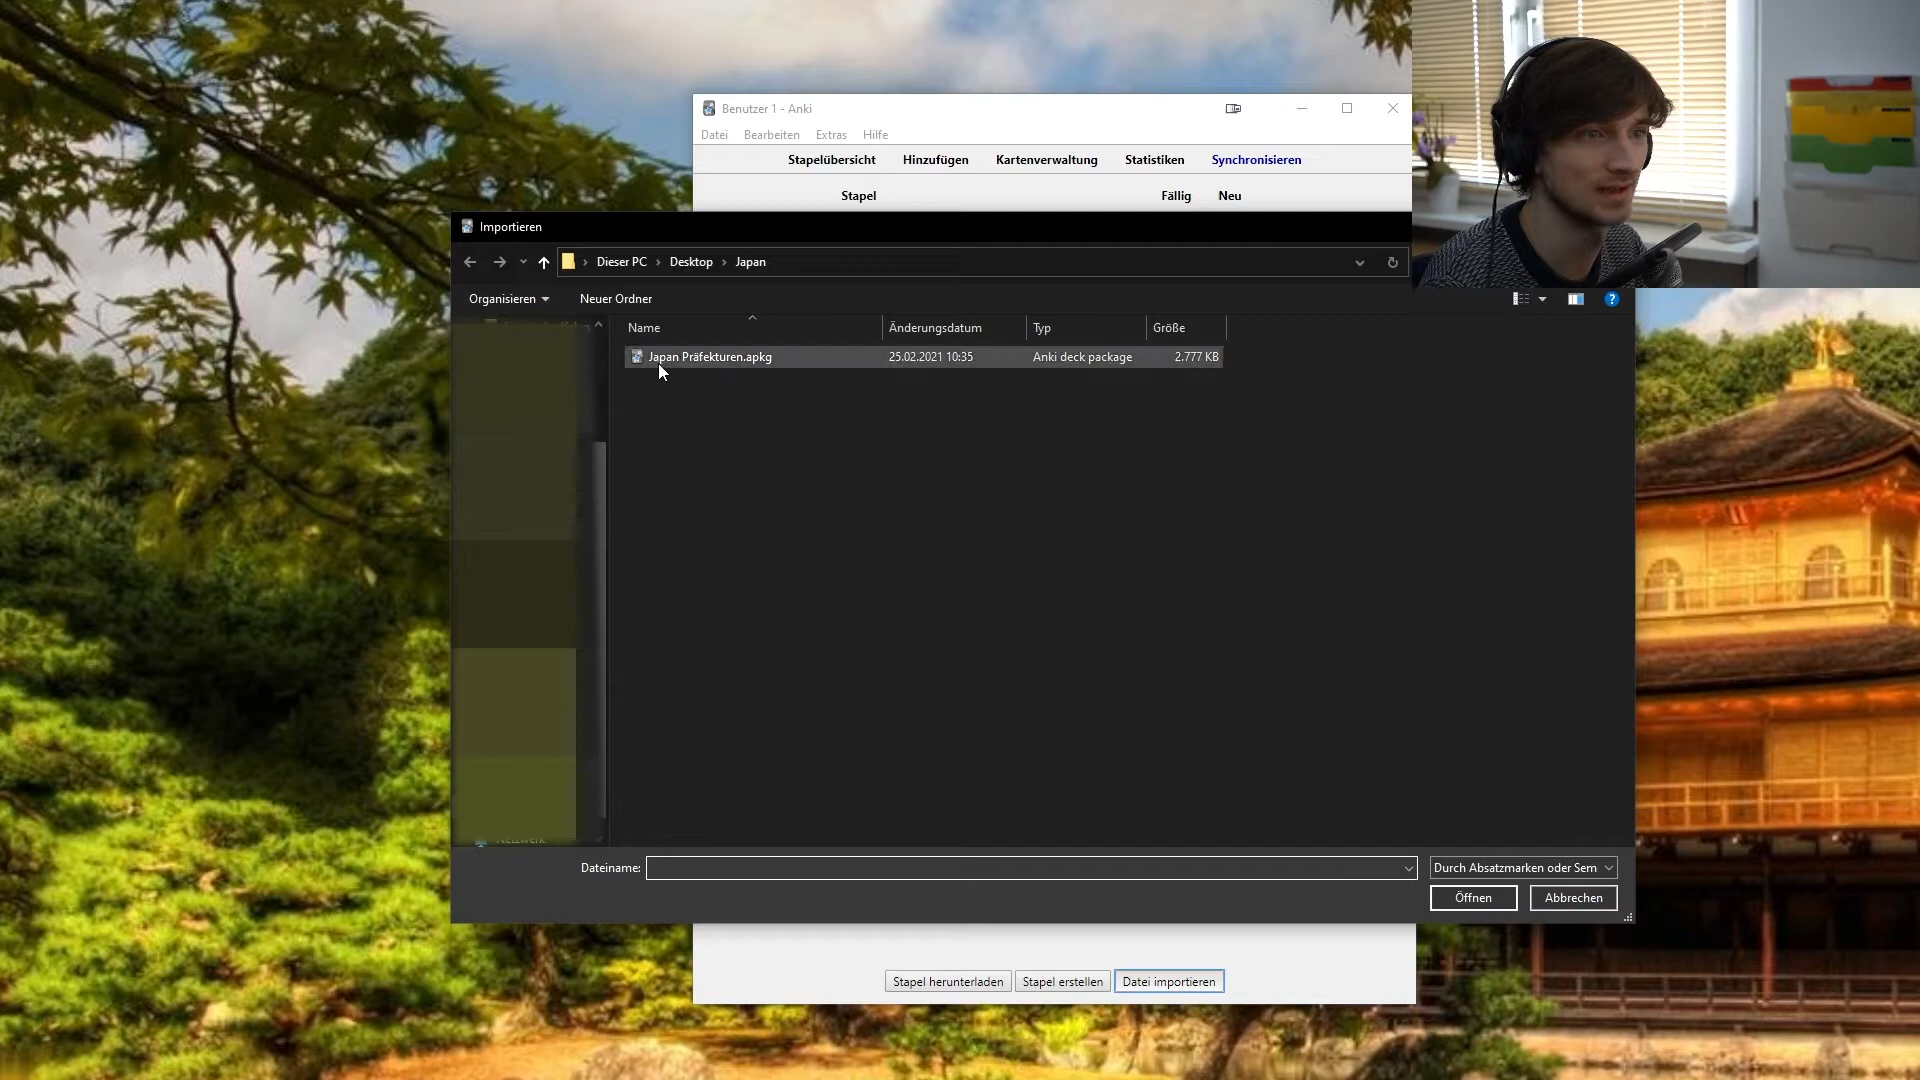 Benutzer 1 - Anki
Datei Bearbeiten Extras Hilfe
Stapelübersicht Hinzufügen Kartenverwaltung Statistiken Synchronisieren
Stapel Fällig Neu
Importieren
Dieser PC Desktop Japan
Organisieren Neuer Ordner
?
Name Änderungsdatum Typ Größe
Japan Präfekturen.apkg 25.02.2021 10:35 Anki deck package 2.777 KB
Dateiname: Durch Absatzmarken oder Sem
Öffnen Abbrechen
Stapel herunterladen Stapel erstellen Datei importieren